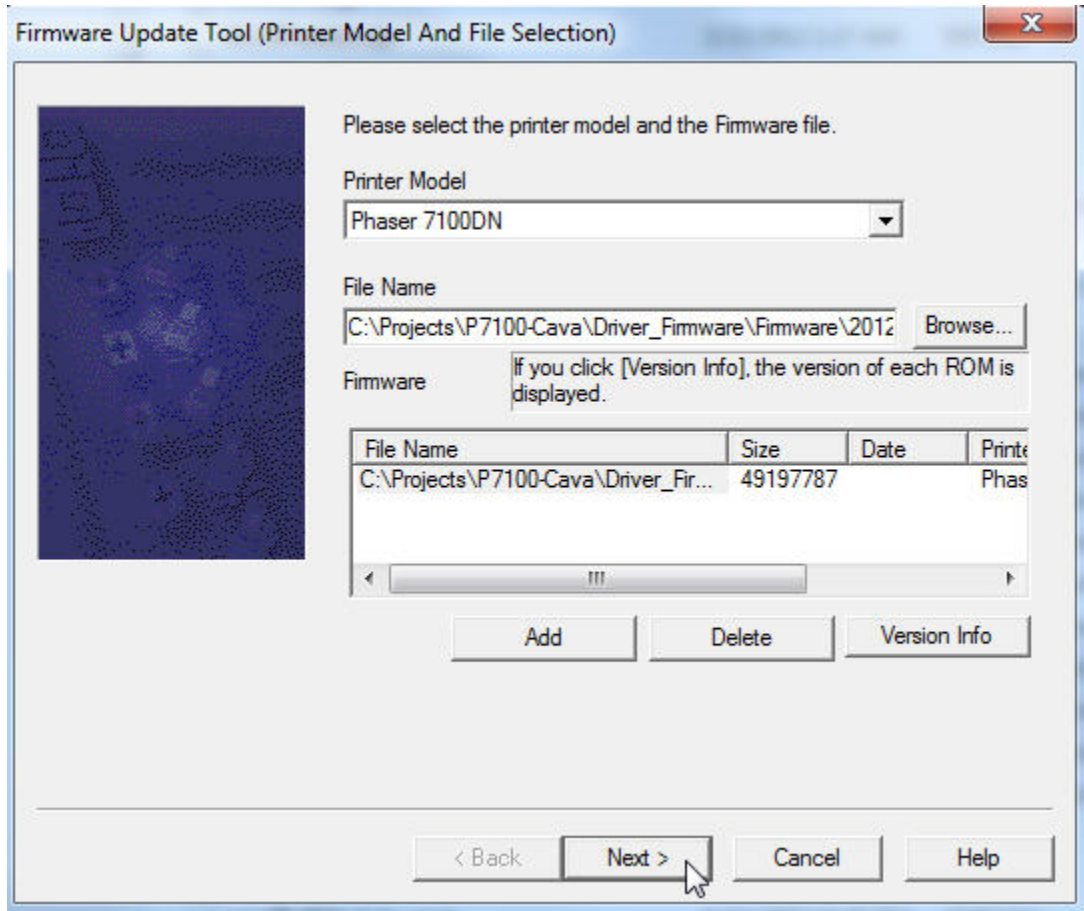 Firmware Update Tool (Printer Model And File Selection)
Please select the printer model and the Firmware file.
Printer Model
Phaser 7100DN
File Name
C:\Projects\P7100-Cava\Driver_Firmware\Firmware\2012 Browse...
Firmware
If you click [Version Info], the version of each ROM is
displayed.
File Name Size Date Printe
C:\Projects\P7100-Cava\Driver_Fir... 49197787 Phas
Add Delete Version Info
< Back Next > Cancel Help